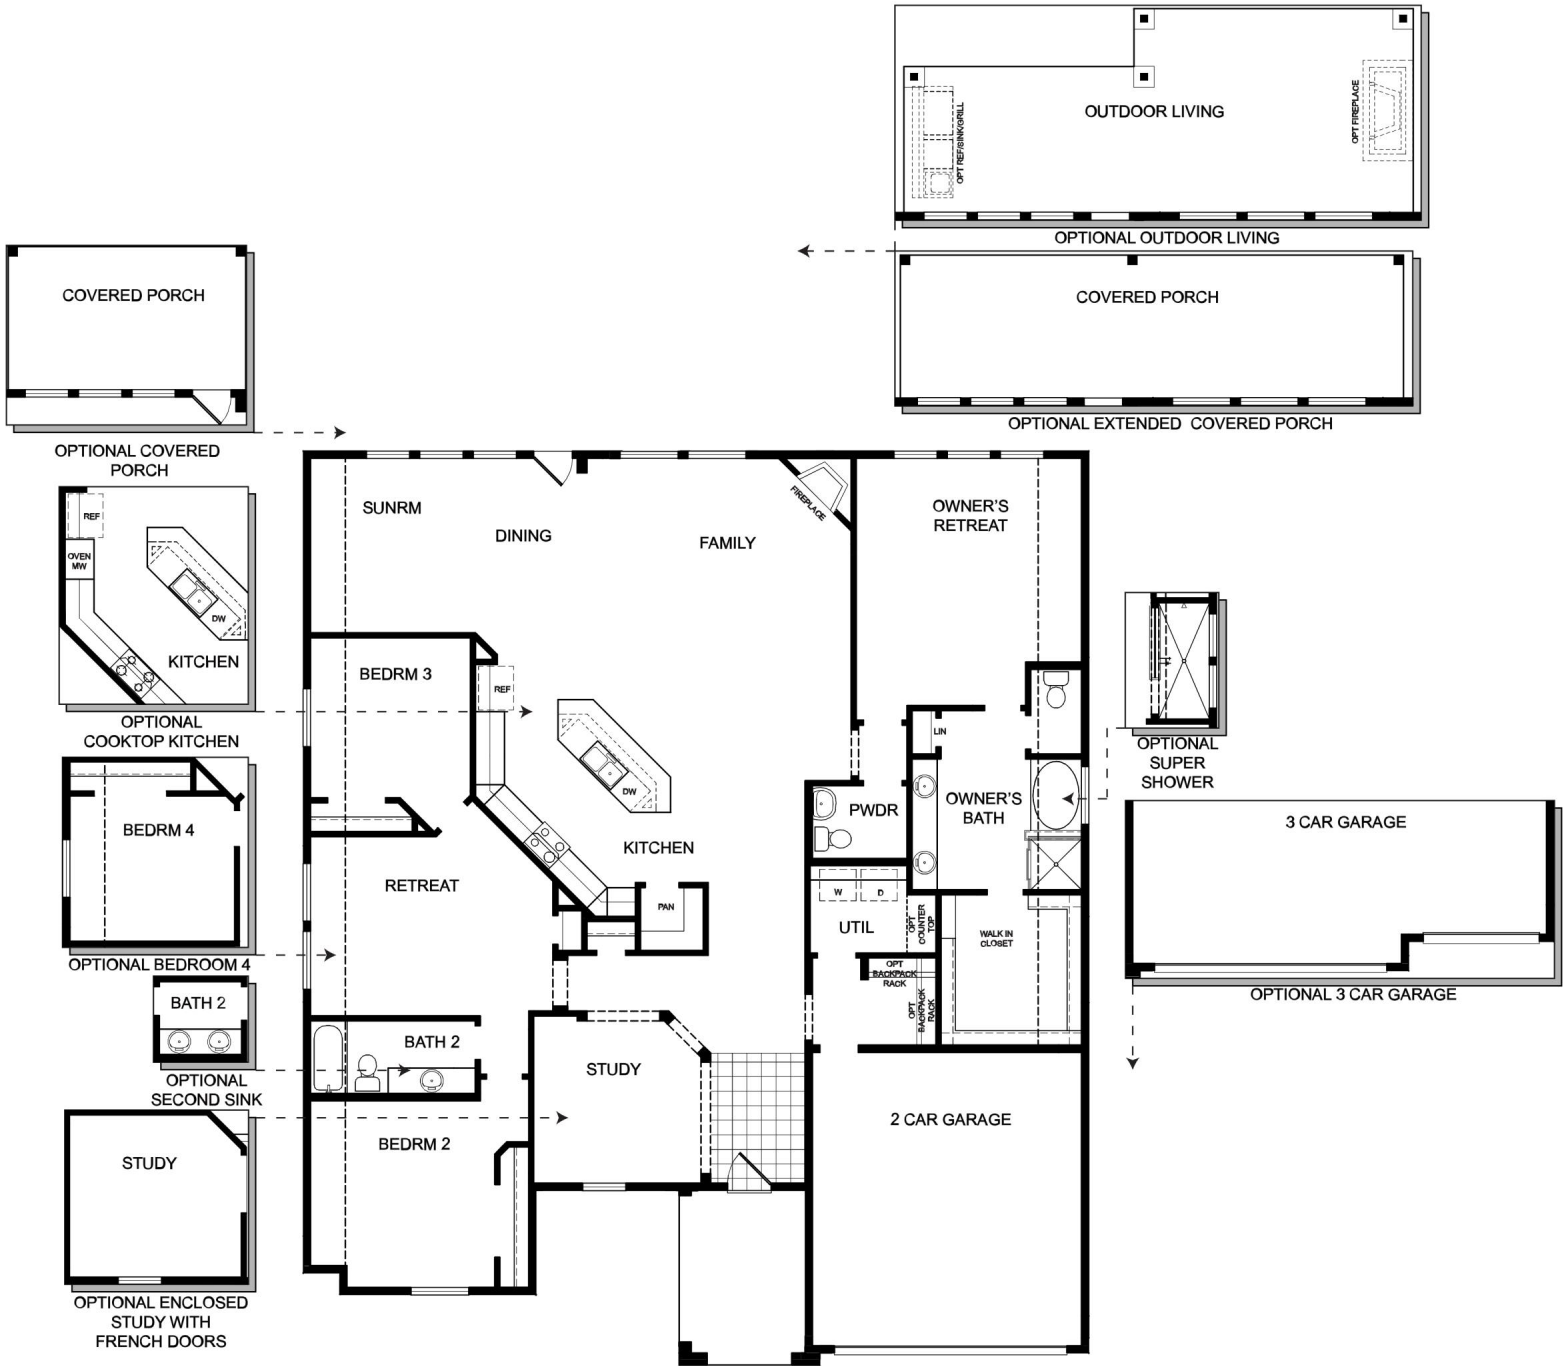 OUTDOOR LIVING
OPT REF/SINK/GRILL
OPT FIREPLACE
OPTIONAL OUTDOOR LIVING
COVERED PORCH
OPTIONAL EXTENDED COVERED PORCH
COVERED PORCH
OPTIONAL COVERED
PORCH
REF
OVEN
MW
DW
KITCHEN
OPTIONAL
COOKTOP KITCHEN
BEDRM 4
OPTIONAL BEDROOM 4
BATH 2
OPTIONAL
SECOND SINK
STUDY
OPTIONAL ENCLOSED
STUDY WITH
FRENCH DOORS
SUNRM
DINING
FAMILY
FIREPLACE
OWNER'S
RETREAT
BEDRM 3
REF
DW
KITCHEN
PAN
RETREAT
LIN
PWDR
OWNER'S
BATH
W
D
UTIL
OPT
COUNTER
TOP
OPT
BACKPACK
RACK
OPT
BACKPACK
RACK
WALK IN
CLOSET
BATH 2
STUDY
BEDRM 2
2 CAR GARAGE
OPTIONAL
SUPER
SHOWER
3 CAR GARAGE
OPTIONAL 3 CAR GARAGE